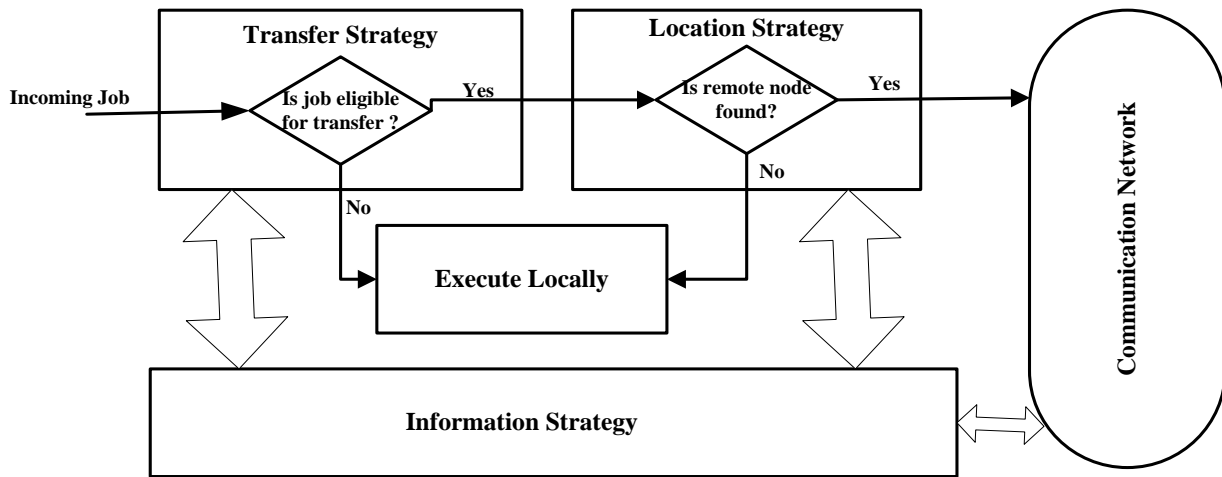 Transfer Strategy
Location Strategy
Incoming Job
Is job eligible
for transfer ?
Yes
Is remote node
found?
Yes
No
No
Execute Locally
Information Strategy
Communication Network